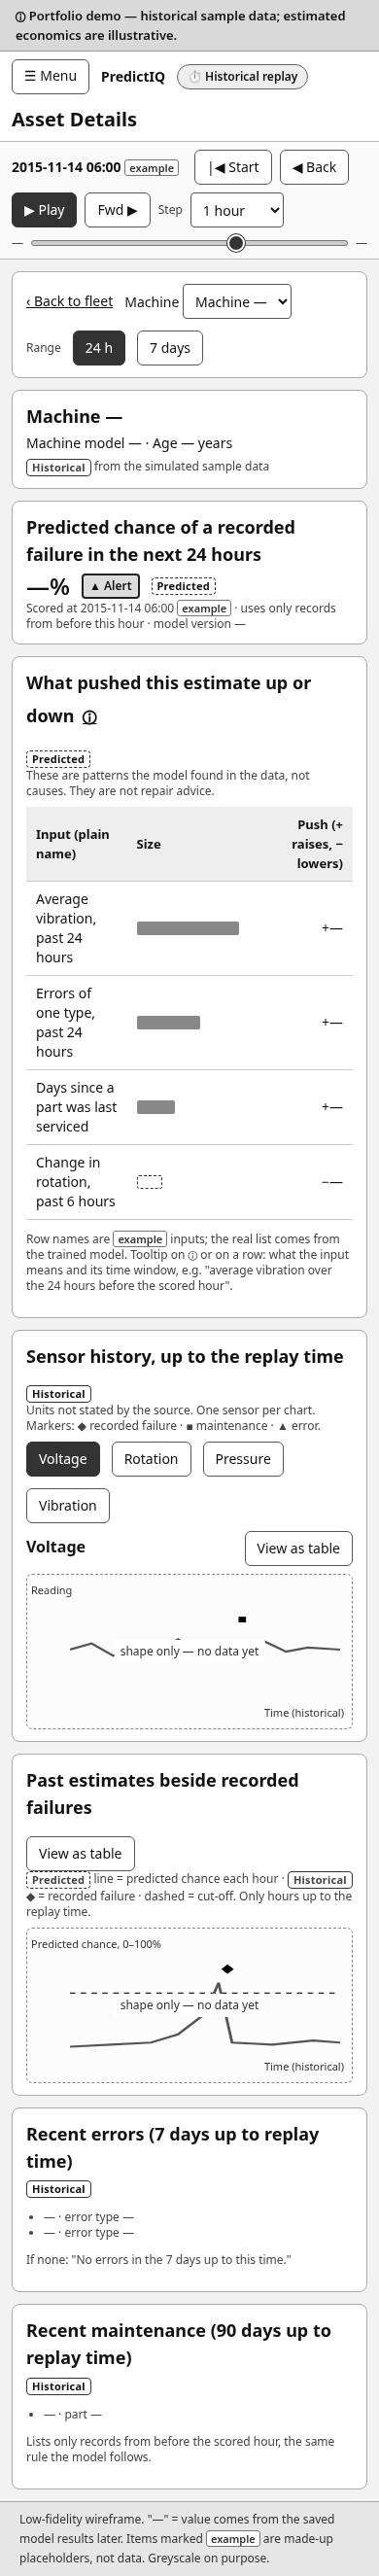 ⓘ Portfolio demo — historical sample data; estimated
economics are illustrative.
☰ Menu PredictIQ ⏱ Historical replay
Asset Details
2015-11-14 06:00 example |◀ Start ◀ Back
▶ Play Fwd ▶ Step 1 hour
— —
‹ Back to fleet Machine Machine —
Range 24 h 7 days
Machine —
Machine model — · Age — years
Historical from the simulated sample data
Predicted chance of a recorded
failure in the next 24 hours
—% ▲ Alert Predicted
Scored at 2015-11-14 06:00 example · uses only records
from before this hour · model version —
What pushed this estimate up or
down ⓘ
Predicted
These are patterns the model found in the data, not
causes. They are not repair advice.
Input (plain
name)
Size
Push (+
raises, −
lowers)
Average
vibration,
past 24
hours
+—
Errors of
one type,
past 24
hours
+—
Days since a
part was last
serviced
+—
Change in
rotation,
past 6 hours
−—
Row names are example inputs; the real list comes from
the trained model. Tooltip on ⓘ or on a row: what the input
means and its time window, e.g. "average vibration over
the 24 hours before the scored hour".
Sensor history, up to the replay time
Historical
Units not stated by the source. One sensor per chart.
Markers: ◆ recorded failure · ■ maintenance · ▲ error.
Voltage Rotation Pressure
Vibration
Voltage View as table
Reading
shape only — no data yet
Time (historical)
Past estimates beside recorded
failures
View as table
Predicted line = predicted chance each hour · Historical
◆ = recorded failure · dashed = cut-off. Only hours up to the
replay time.
Predicted chance, 0–100%
shape only — no data yet
Time (historical)
Recent errors (7 days up to replay
time)
Historical
• — · error type —
• — · error type —
If none: "No errors in the 7 days up to this time."
Recent maintenance (90 days up to
replay time)
Historical
• — · part —
Lists only records from before the scored hour, the same
rule the model follows.
Low-fidelity wireframe. "—" = value comes from the saved
model results later. Items marked example are made-up
placeholders, not data. Greyscale on purpose.